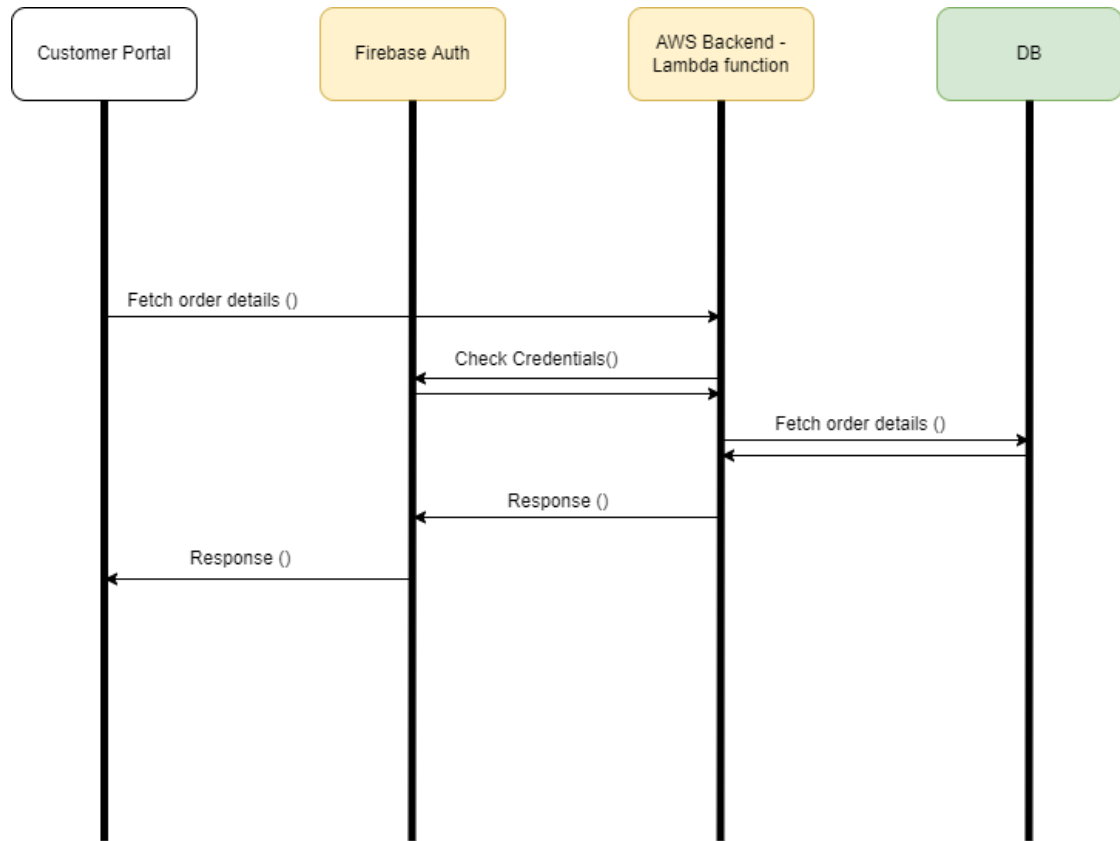 Customer Portal
Firebase Auth
AWS Backend -
Lambda function
DB
Fetch order details ()
Check Credentials()
Fetch order details ()
Response ()
Response ()